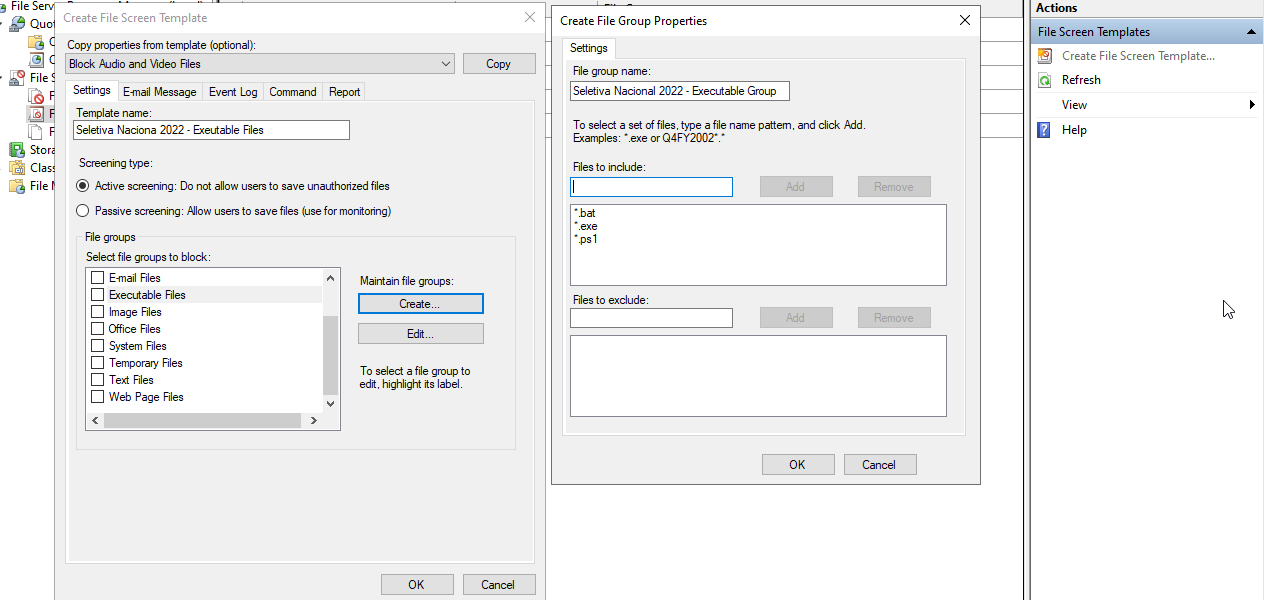 File Serv
Quot
File S
F
F
F
Stora
Class
File M
Create File Screen Template
Copy properties from template (optional):
Block Audio and Video Files
Copy
Settings
E-mail Message
Event Log
Command
Report
Template name:
Seletiva Naciona 2022 - Exeutable Files
Screening type:
Active screening: Do not allow users to save unauthorized files
Passive screening: Allow users to save files (use for monitoring)
File groups
Select file groups to block:
E-mail Files
Executable Files
Image Files
Office Files
System Files
Temporary Files
Text Files
Web Page Files
Maintain file groups:
Create...
Edit...
To select a file group to
edit, highlight its label.
OK
Cancel
Create File Group Properties
Settings
File group name:
Seletiva Nacional 2022 - Executable Group
To select a set of files, type a file name pattern, and click Add.
Examples: *.exe or Q4FY2002*.*
Files to include:
Add
Remove
*.bat
*.exe
*.ps1
Files to exclude:
Add
Remove
OK
Cancel
Actions
File Screen Templates
Create File Screen Template...
Refresh
View
Help